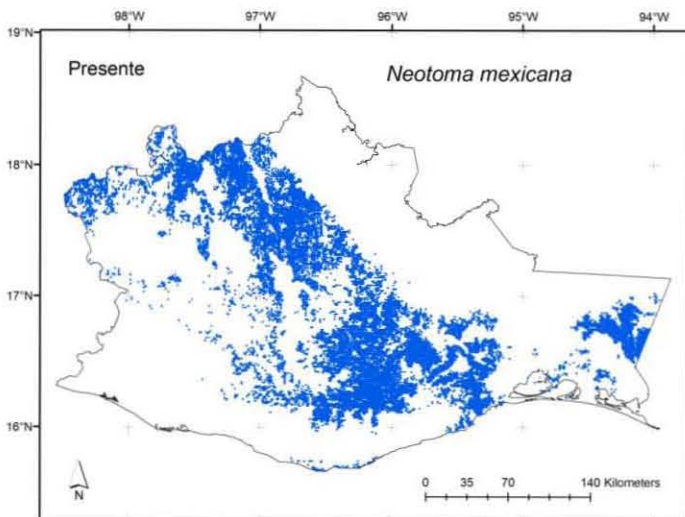 98°W 97°W 96°W 95°W 94°W
19°N
Presente Neotoma mexicana
18°N
17°N
16°N
N
0 35 70 140 Kilometers